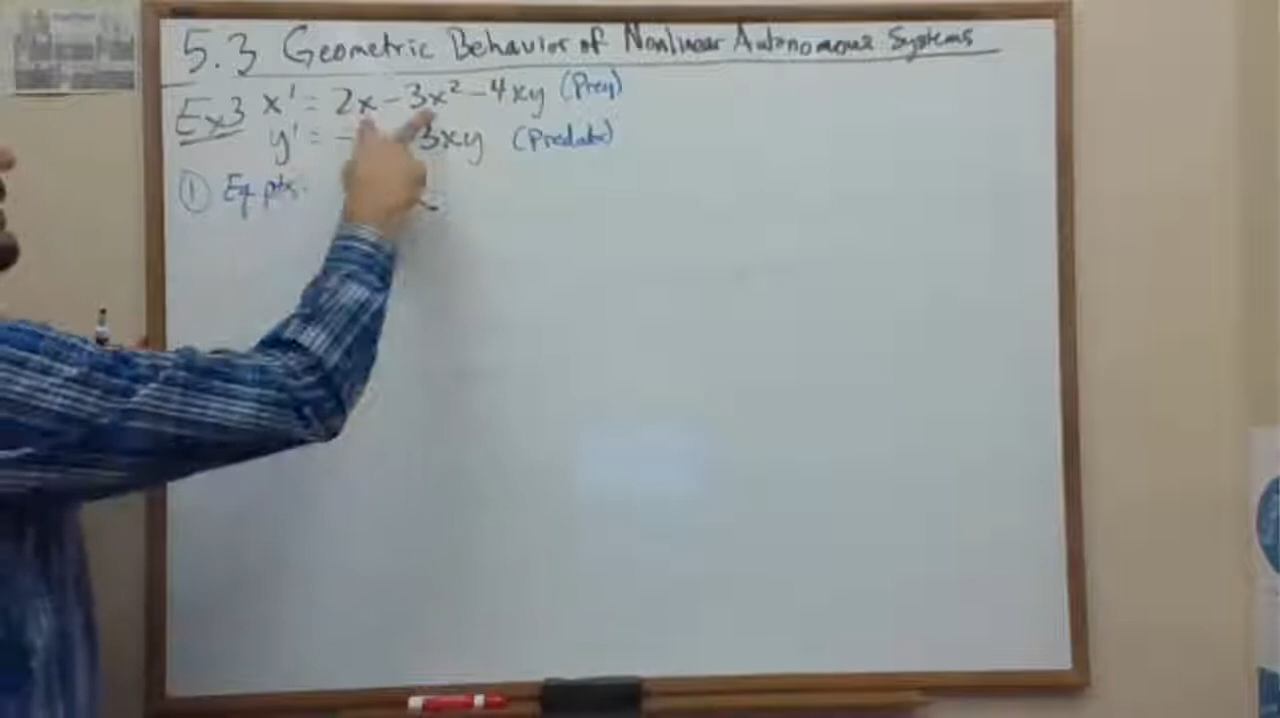 5.3 Geometric Behavior of Nonlinear Autonomous Systems
Ex3 x' = 2x - 3x² - 4xy (Prey)
y' = - 3xy (Predator)
① Eq. pts.